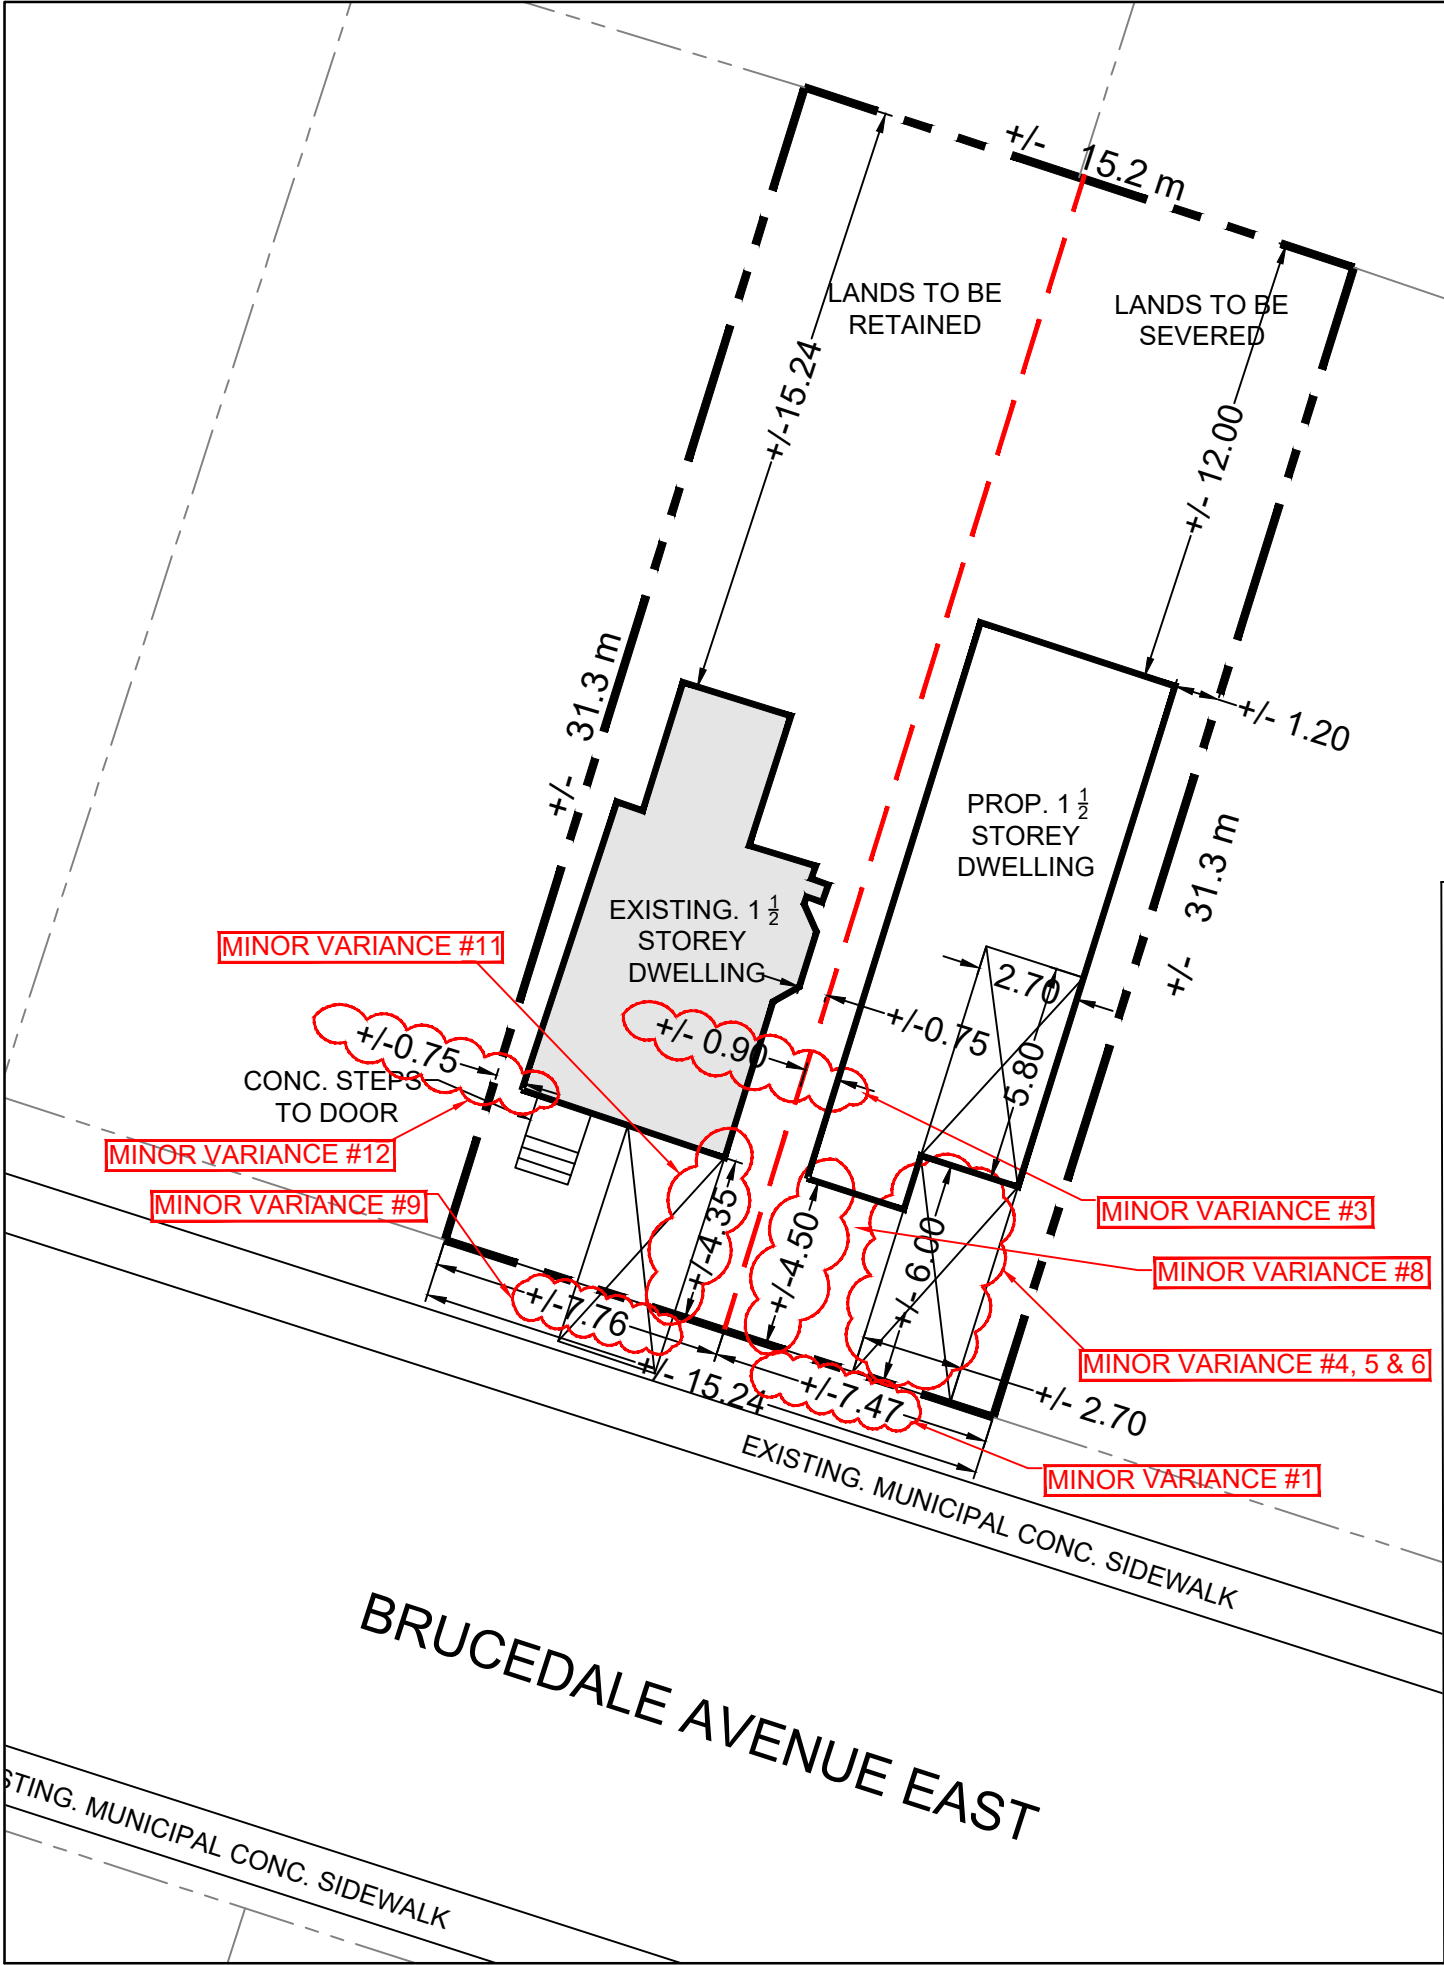 +/- 15.2 m
LANDS TO BE
RETAINED
LANDS TO BE
SEVERED
+/-15.24
+/- 12.00
+/- 31.3 m
+/- 1.20
PROP. 1 1/2
STOREY
DWELLING
+/- 31.3 m
EXISTING. 1 1/2
STOREY
DWELLING
MINOR VARIANCE #11
2.70
+/-0.75
+/- 0.90
+/-0.75
5.80
CONC. STEPS
TO DOOR
MINOR VARIANCE #12
MINOR VARIANCE #9
MINOR VARIANCE #3
+/-4.35
+/-4.50
+/- 6.00
MINOR VARIANCE #8
+/-7.76
MINOR VARIANCE #4, 5 & 6
+/- 15.24
+/-7.47
+/- 2.70
MINOR VARIANCE #1
EXISTING. MUNICIPAL CONC. SIDEWALK
BRUCEDALE AVENUE EAST
STING. MUNICIPAL CONC. SIDEWALK